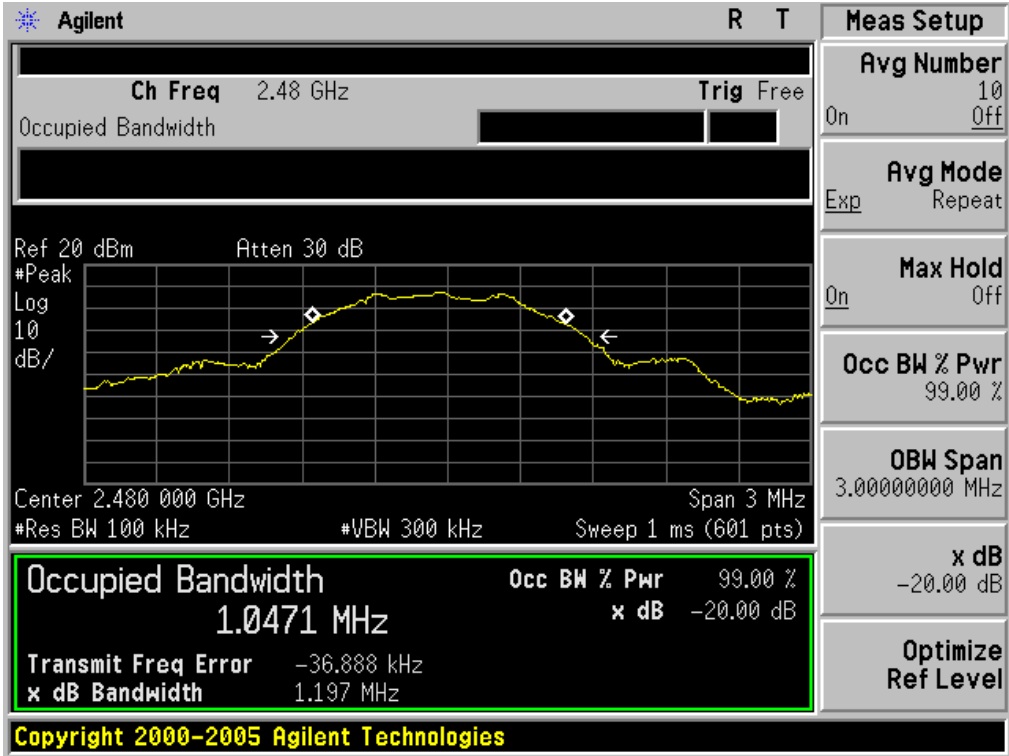 Agilent R T
Meas Setup
Ch Freq 2.48 GHz Trig Free
Occupied Bandwidth
Ref 20 dBm Atten 30 dB
#Peak
Log
10
dB/
Center 2.480 000 GHz Span 3 MHz
#Res BW 100 kHz #VBW 300 kHz Sweep 1 ms (601 pts)
Occupied Bandwidth
1.0471 MHz
Occ BW % Pwr 99.00 %
x dB -20.00 dB
Transmit Freq Error -36.888 kHz
x dB Bandwidth 1.197 MHz
Copyright 2000-2005 Agilent Technologies
Avg Number
10
On Off
Avg Mode
Exp Repeat
Max Hold
On Off
Occ BW % Pwr
99.00 %
OBW Span
3.00000000 MHz
x dB
-20.00 dB
Optimize
Ref Level